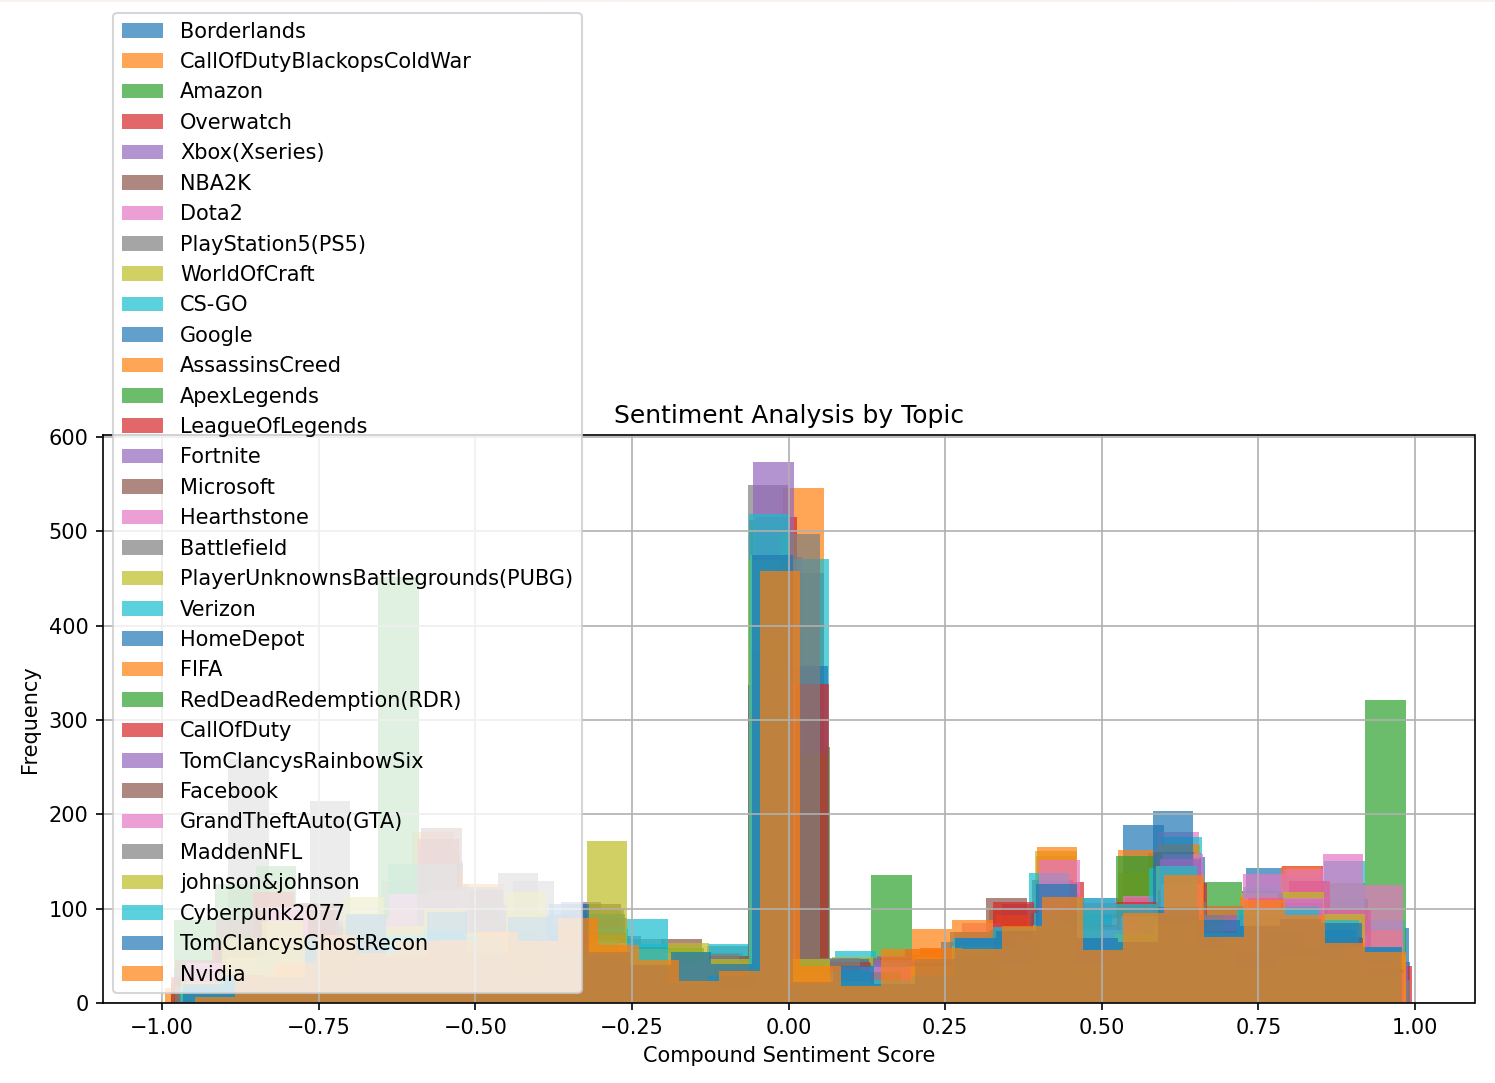 Borderlands
CallOfDutyBlackopsColdWar
Amazon
Overwatch
Xbox(Xseries)
NBA2K
Dota2
PlayStation5(PS5)
WorldOfCraft
CS-GO
Google
AssassinsCreed
ApexLegends
LeagueOfLegends
Fortnite
Microsoft
Hearthstone
Battlefield
PlayerUnknownsBattlegrounds(PUBG)
Verizon
HomeDepot
FIFA
RedDeadRedemption(RDR)
CallOfDuty
TomClancysRainbowSix
Facebook
GrandTheftAuto(GTA)
MaddenNFL
johnson&johnson
Cyberpunk2077
TomClancysGhostRecon
Nvidia
Sentiment Analysis by Topic
600
500
400
300
200
100
0
Frequency
−1.00 −0.75 −0.50 −0.25 0.00 0.25 0.50 0.75 1.00
Compound Sentiment Score